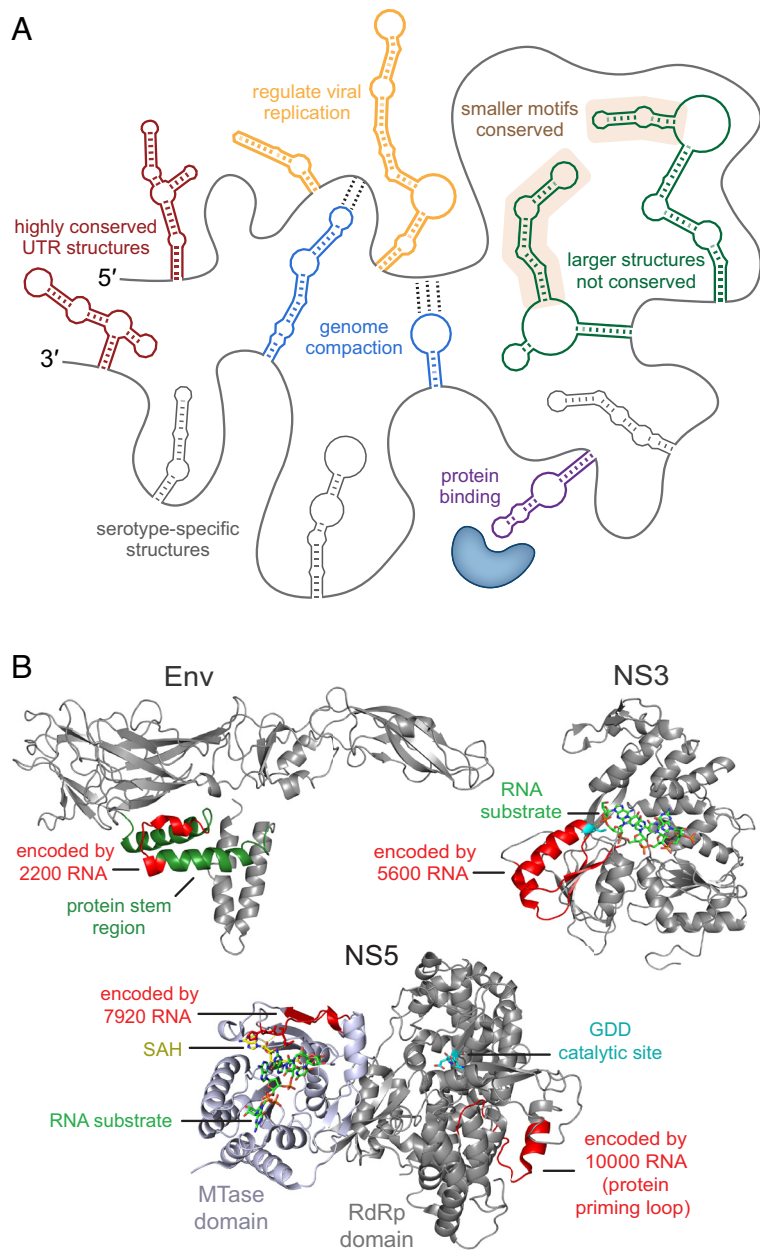 A
regulate viral
replication
smaller motifs
conserved
highly conserved
UTR structures
5′
larger structures
not conserved
genome
compaction
3′
protein
binding
serotype-specific
structures
B
Env
NS3
RNA
substrate
encoded by
2200 RNA
encoded by
5600 RNA
protein stem
region
NS5
encoded by
7920 RNA
GDD
catalytic site
SAH
RNA substrate
encoded by
10000 RNA
(protein
priming loop)
MTase
domain
RdRp
domain